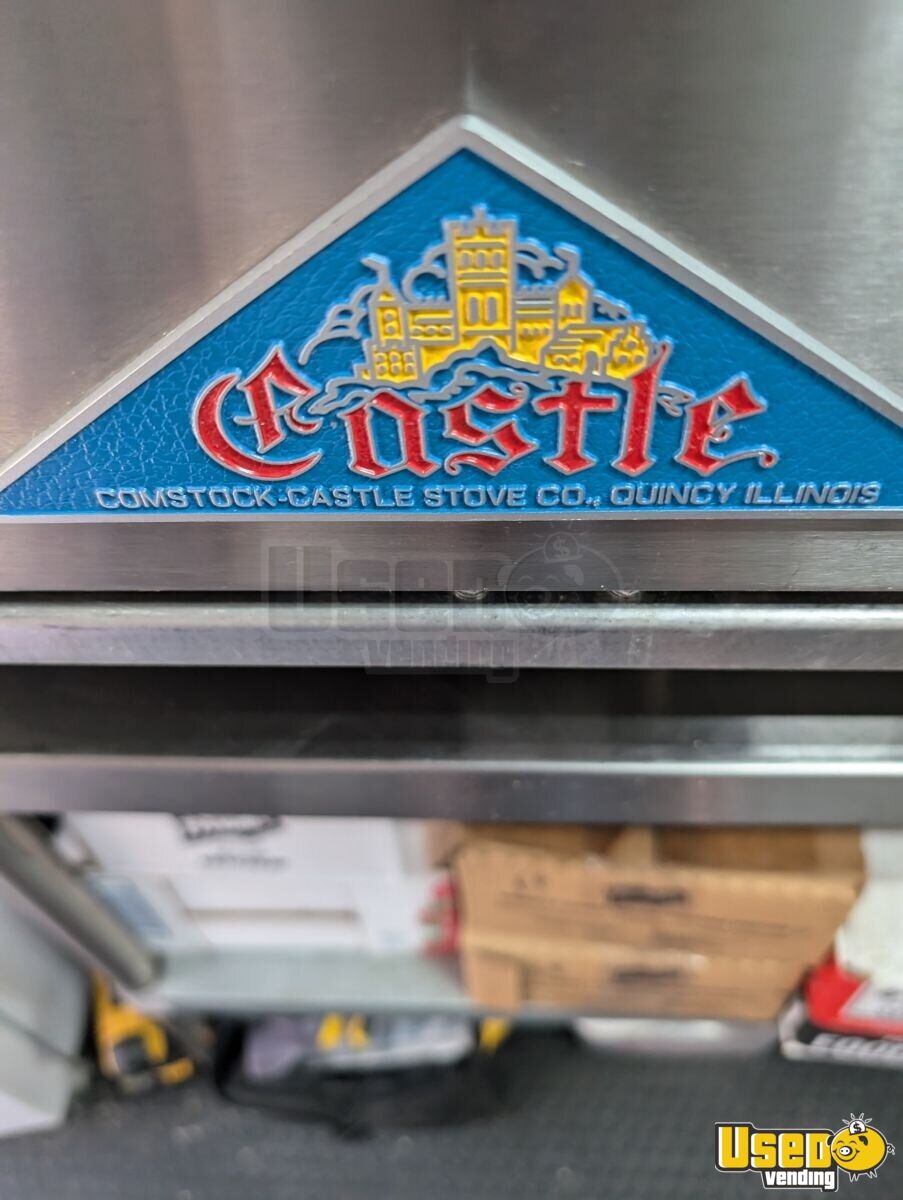 Castle
COMSTOCK-CASTLE STOVE CO., QUINCY ILLINOIS
USED
vending
USED
vending